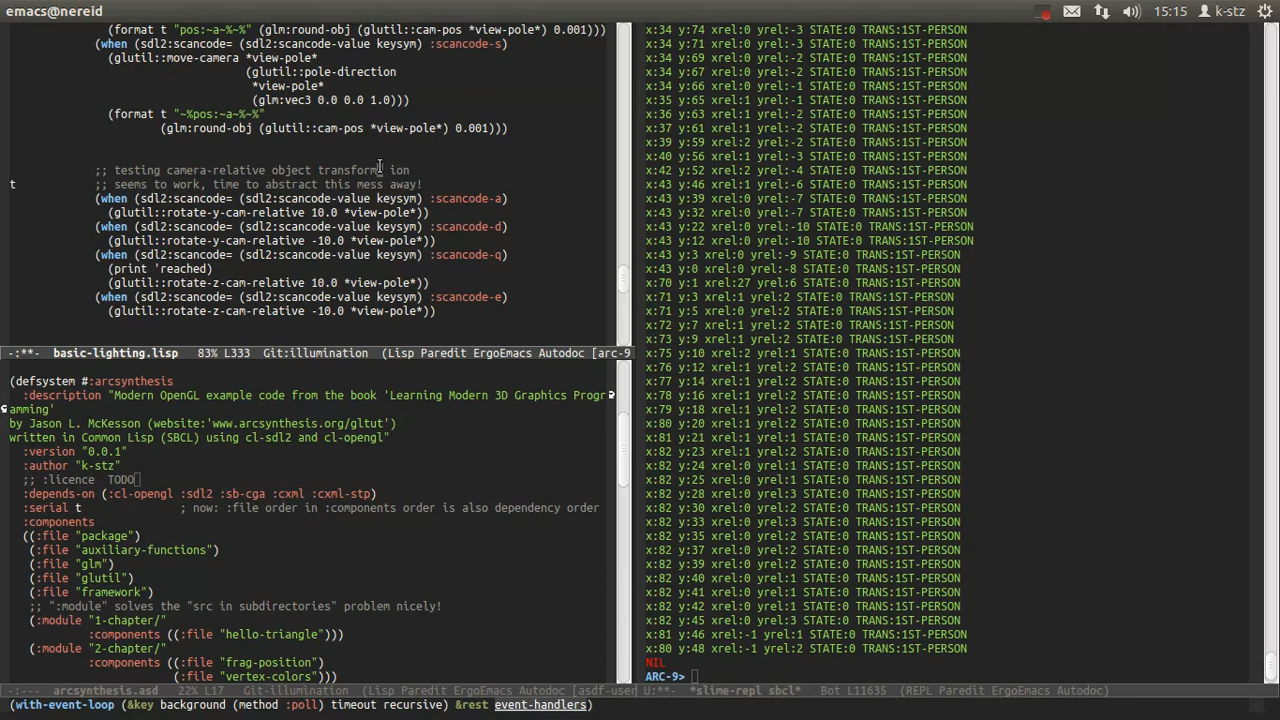 emacs@nereid
15:15
k-stz
(format t "pos:~a~%~%" (glm:round-obj (glutil::cam-pos *view-pole*) 0.001)))
(when (sdl2:scancode= (sdl2:scancode-value keysym) :scancode-s)
(glutil::move-camera *view-pole*
(glutil::pole-direction
*view-pole*
(glm:vec3 0.0 0.0 1.0)))
(format t "~%pos:~a~%~%"
(glm:round-obj (glutil::cam-pos *view-pole*) 0.001)))
;; testing camera-relative object transform ion
t ;; seems to work, time to abstract this mess away!
(when (sdl2:scancode= (sdl2:scancode-value keysym) :scancode-a)
(glutil::rotate-y-cam-relative 10.0 *view-pole*))
(when (sdl2:scancode= (sdl2:scancode-value keysym) :scancode-d)
(glutil::rotate-y-cam-relative -10.0 *view-pole*))
(when (sdl2:scancode= (sdl2:scancode-value keysym) :scancode-q)
(print 'reached)
(glutil::rotate-z-cam-relative 10.0 *view-pole*))
(when (sdl2:scancode= (sdl2:scancode-value keysym) :scancode-e)
(glutil::rotate-z-cam-relative -10.0 *view-pole*))
-:**- basic-lighting.lisp 83% L333 Git:illumination (Lisp Paredit ErgoEmacs Autodoc [arc-9
(defsystem #:arcsynthesis
:description "Modern OpenGL example code from the book 'Learning Modern 3D Graphics Progr
amming'
by Jason L. McKesson (website:'www.arcsynthesis.org/gltut')
written in Common Lisp (SBCL) using cl-sdl2 and cl-opengl"
:version "0.0.1"
:author "k-stz"
;; :licence TODO
:depends-on (:cl-opengl :sdl2 :sb-cga :cxml :cxml-stp)
:serial t ; now: :file order in :components order is also dependency order
:components
((:file "package")
(:file "auxiliary-functions")
(:file "glm")
(:file "glutil")
(:file "framework")
;; ":module" solves the "src in subdirectories" problem nicely!
(:module "1-chapter/"
:components ((:file "hello-triangle")))
(:module "2-chapter/"
:components ((:file "frag-position")
(:file "vertex-colors")))
-:--- arcsynthesis.asd 22% L17 Git-illumination (Lisp Paredit ErgoEmacs Autodoc [asdf-user
x:34 y:74 xrel:0 yrel:-3 STATE:0 TRANS:1ST-PERSON
x:34 y:71 xrel:0 yrel:-3 STATE:0 TRANS:1ST-PERSON
x:34 y:69 xrel:0 yrel:-2 STATE:0 TRANS:1ST-PERSON
x:34 y:67 xrel:0 yrel:-2 STATE:0 TRANS:1ST-PERSON
x:34 y:66 xrel:0 yrel:-1 STATE:0 TRANS:1ST-PERSON
x:35 y:65 xrel:1 yrel:-1 STATE:0 TRANS:1ST-PERSON
x:36 y:63 xrel:1 yrel:-2 STATE:0 TRANS:1ST-PERSON
x:37 y:61 xrel:1 yrel:-2 STATE:0 TRANS:1ST-PERSON
x:39 y:59 xrel:2 yrel:-2 STATE:0 TRANS:1ST-PERSON
x:40 y:56 xrel:1 yrel:-3 STATE:0 TRANS:1ST-PERSON
x:42 y:52 xrel:2 yrel:-4 STATE:0 TRANS:1ST-PERSON
x:43 y:46 xrel:1 yrel:-6 STATE:0 TRANS:1ST-PERSON
x:43 y:39 xrel:0 yrel:-7 STATE:0 TRANS:1ST-PERSON
x:43 y:32 xrel:0 yrel:-7 STATE:0 TRANS:1ST-PERSON
x:43 y:22 xrel:0 yrel:-10 STATE:0 TRANS:1ST-PERSON
x:43 y:12 xrel:0 yrel:-10 STATE:0 TRANS:1ST-PERSON
x:43 y:3 xrel:0 yrel:-9 STATE:0 TRANS:1ST-PERSON
x:43 y:0 xrel:0 yrel:-8 STATE:0 TRANS:1ST-PERSON
x:70 y:1 xrel:27 yrel:6 STATE:0 TRANS:1ST-PERSON
x:71 y:3 xrel:1 yrel:2 STATE:0 TRANS:1ST-PERSON
x:71 y:5 xrel:0 yrel:2 STATE:0 TRANS:1ST-PERSON
x:72 y:7 xrel:1 yrel:2 STATE:0 TRANS:1ST-PERSON
x:73 y:9 xrel:1 yrel:2 STATE:0 TRANS:1ST-PERSON
x:75 y:10 xrel:2 yrel:1 STATE:0 TRANS:1ST-PERSON
x:76 y:12 xrel:1 yrel:2 STATE:0 TRANS:1ST-PERSON
x:77 y:14 xrel:1 yrel:2 STATE:0 TRANS:1ST-PERSON
x:78 y:16 xrel:1 yrel:2 STATE:0 TRANS:1ST-PERSON
x:79 y:18 xrel:1 yrel:2 STATE:0 TRANS:1ST-PERSON
x:80 y:20 xrel:1 yrel:2 STATE:0 TRANS:1ST-PERSON
x:81 y:21 xrel:1 yrel:1 STATE:0 TRANS:1ST-PERSON
x:82 y:23 xrel:1 yrel:2 STATE:0 TRANS:1ST-PERSON
x:82 y:24 xrel:0 yrel:1 STATE:0 TRANS:1ST-PERSON
x:82 y:25 xrel:0 yrel:1 STATE:0 TRANS:1ST-PERSON
x:82 y:28 xrel:0 yrel:3 STATE:0 TRANS:1ST-PERSON
x:82 y:30 xrel:0 yrel:2 STATE:0 TRANS:1ST-PERSON
x:82 y:33 xrel:0 yrel:3 STATE:0 TRANS:1ST-PERSON
x:82 y:35 xrel:0 yrel:2 STATE:0 TRANS:1ST-PERSON
x:82 y:37 xrel:0 yrel:2 STATE:0 TRANS:1ST-PERSON
x:82 y:39 xrel:0 yrel:2 STATE:0 TRANS:1ST-PERSON
x:82 y:40 xrel:0 yrel:1 STATE:0 TRANS:1ST-PERSON
x:82 y:41 xrel:0 yrel:1 STATE:0 TRANS:1ST-PERSON
x:82 y:42 xrel:0 yrel:1 STATE:0 TRANS:1ST-PERSON
x:82 y:45 xrel:0 yrel:3 STATE:0 TRANS:1ST-PERSON
x:81 y:46 xrel:-1 yrel:1 STATE:0 TRANS:1ST-PERSON
x:80 y:48 xrel:-1 yrel:2 STATE:0 TRANS:1ST-PERSON
NIL
ARC-9>
U:**- *slime-repl sbcl* Bot L11635 (REPL Paredit ErgoEmacs Autodoc)
(with-event-loop (&key background (method :poll) timeout recursive) &rest event-handlers)